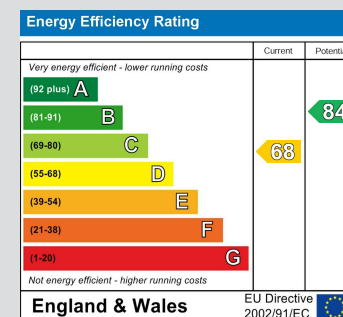 Energy Efficiency Rating
Current
Very energy efficient - lower running costs
(92 plus) A
(81-91) B
84
(69-80) C
68
(55-68) D
(39-54) E
(21-38) F
(1-20) G
Not energy efficient - higher running costs
England & Wales
EU Directive
2002/91/EC